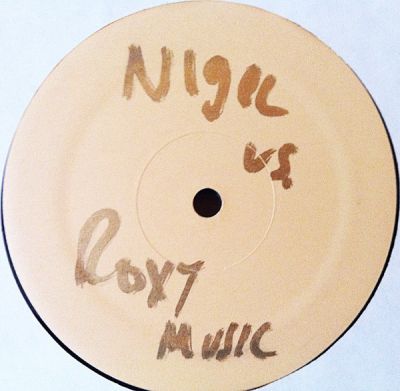 Nigel
vs.
Roxy
Music